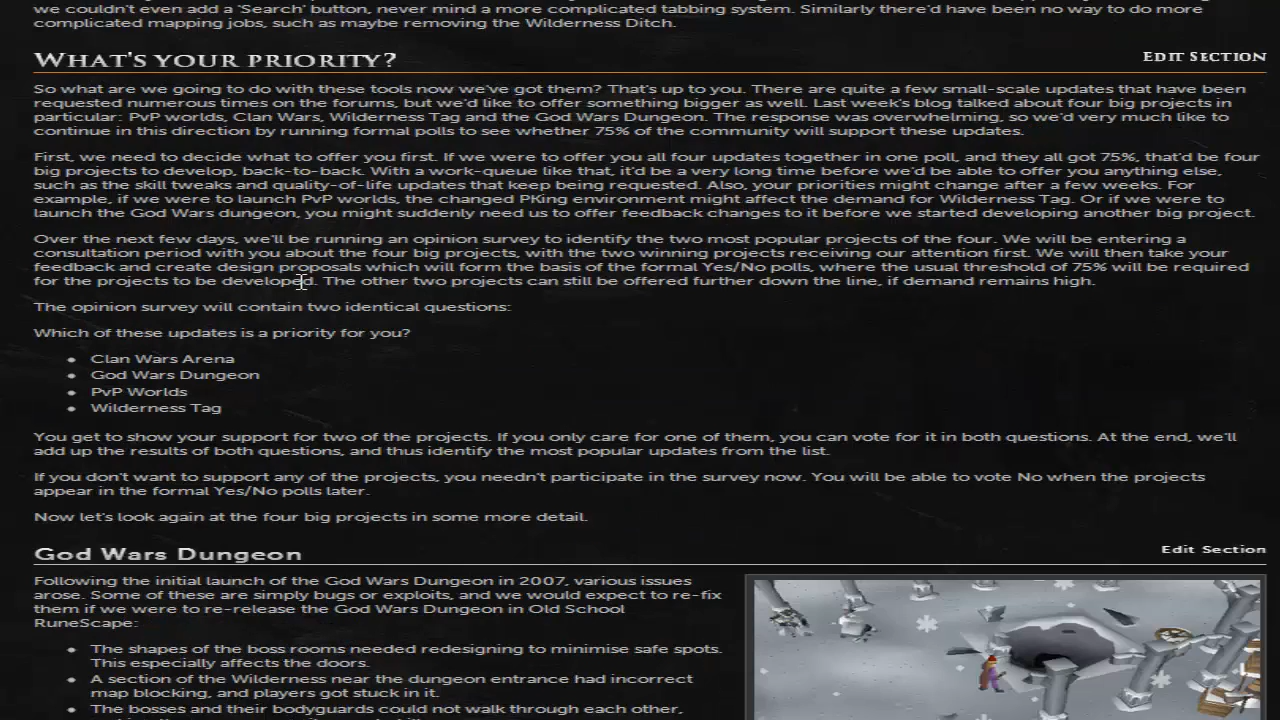 we couldn't even add a 'Search' button, never mind a more complicated tabbing system. Similarly there'd have been no way to do more
complicated mapping jobs, such as maybe removing the Wilderness Ditch.
What's your priority?
Edit Section
So what are we going to do with these tools now we've got them? That's up to you. There are quite a few small-scale updates that have been
requested numerous times on the forums, but we'd like to offer something bigger as well. Last week's blog talked about four big projects in
particular: PvP worlds, Clan Wars, Wilderness Tag and the God Wars Dungeon. The response was overwhelming, so we'd very much like to
continue in this direction by running formal polls to see whether 75% of the community will support these updates.
First, we need to decide what to offer you first. If we were to offer you all four updates together in one poll, and they all got 75%, that'd be four
big projects to develop, back-to-back. With a work-queue like that, it'd be a very long time before we'd be able to offer you anything else,
such as the skill tweaks and quality-of-life updates that keep being requested. Also, your priorities might change after a few weeks. For
example, if we were to launch PvP worlds, the changed PKing environment might affect the demand for Wilderness Tag. Or if we were to
launch the God Wars dungeon, you might suddenly need us to offer feedback changes to it before we started developing another big project.
Over the next few days, we'll be running an opinion survey to identify the two most popular projects of the four. We will be entering a
consultation period with you about the four big projects, with the two winning projects receiving our attention first. We will then take your
feedback and create design proposals which will form the basis of the formal Yes/No polls, where the usual threshold of 75% will be required
for the projects to be developed. The other two projects can still be offered further down the line, if demand remains high.
The opinion survey will contain two identical questions:
Which of these updates is a priority for you?
• Clan Wars Arena
• God Wars Dungeon
• PvP Worlds
• Wilderness Tag
You get to show your support for two of the projects. If you only care for one of them, you can vote for it in both questions. At the end, we'll
add up the results of both questions, and thus identify the most popular updates from the list.
If you don't want to support any of the projects, you needn't participate in the survey now. You will be able to vote No when the projects
appear in the formal Yes/No polls later.
Now let's look again at the four big projects in some more detail.
God Wars Dungeon
Edit Section
Following the initial launch of the God Wars Dungeon in 2007, various issues
arose. Some of these are simply bugs or exploits, and we would expect to re-fix
them if we were to re-release the God Wars Dungeon in Old School
RuneScape:
• The shapes of the boss rooms needed redesigning to minimise safe spots.
This especially affects the doors.
• A section of the Wilderness near the dungeon entrance had incorrect
map blocking, and players got stuck in it.
• The bosses and their bodyguards could not walk through each other,